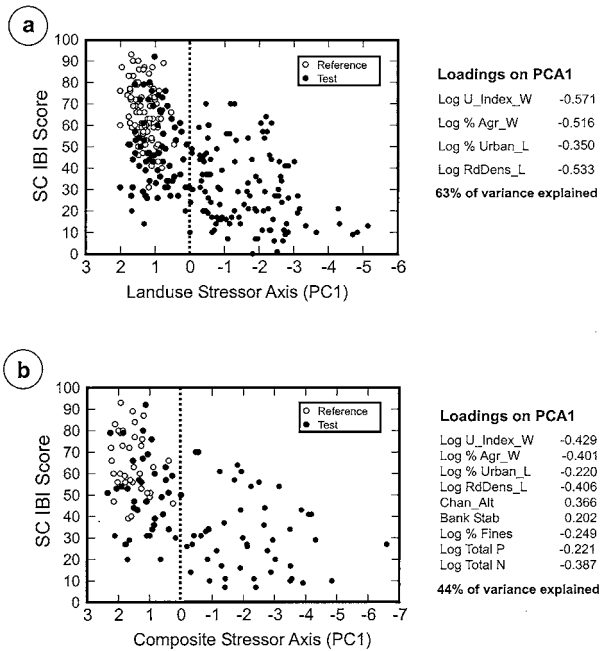 a
100
90
80
70
60
50
40
30
20
10
0
SC IBI Score
Reference
Test
3 2 1 0 -1 -2 -3 -4 -5 -6
Landuse Stressor Axis (PC1)
Loadings on PCA1
Log U_Index_W -0.571
Log % Agr_W -0.516
Log % Urban_L -0.350
Log RdDens_L -0.533
63% of variance explained
b
100
90
80
70
60
50
40
30
20
10
0
SC IBI Score
Reference
Test
3 2 1 0 -1 -2 -3 -4 -5 -6 -7
Composite Stressor Axis (PC1)
Loadings on PCA1
Log U_Index_W -0.429
Log % Agr_W -0.401
Log % Urban_L -0.220
Log RdDens_L -0.406
Chan_Alt 0.366
Bank Stab 0.202
Log % Fines -0.249
Log Total P -0.221
Log Total N -0.387
44% of variance explained